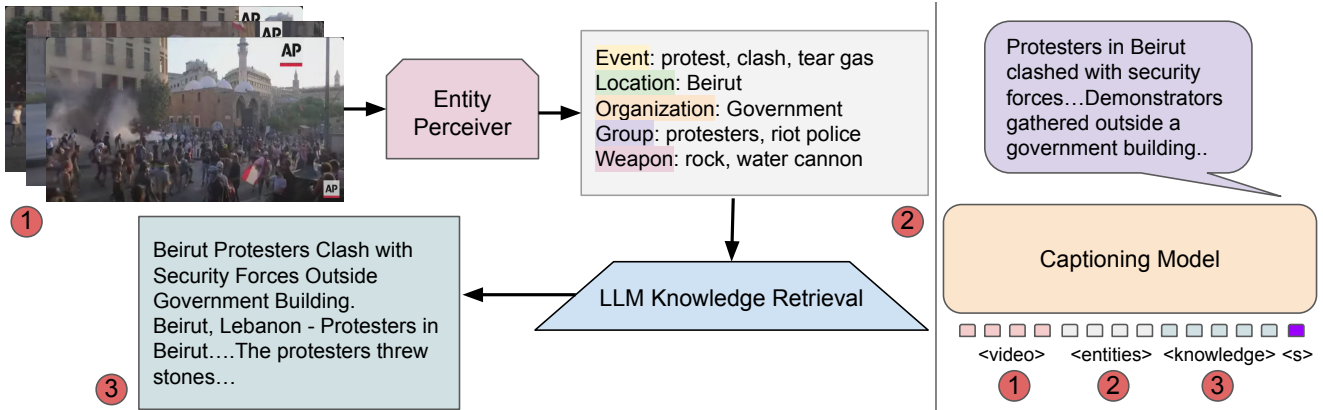 AP
AP
AP
AP
1
Entity
Perceiver
Event: protest, clash, tear gas
Location: Beirut
Organization: Government
Group: protesters, riot police
Weapon: rock, water cannon
2
LLM Knowledge Retrieval
Beirut Protesters Clash with
Security Forces Outside
Government Building.
Beirut, Lebanon - Protesters in
Beirut….The protesters threw
stones…
3
Protesters in Beirut
clashed with security
forces…Demonstrators
gathered outside a
government building..
Captioning Model
<video> <entities> <knowledge> <s>
1 2 3